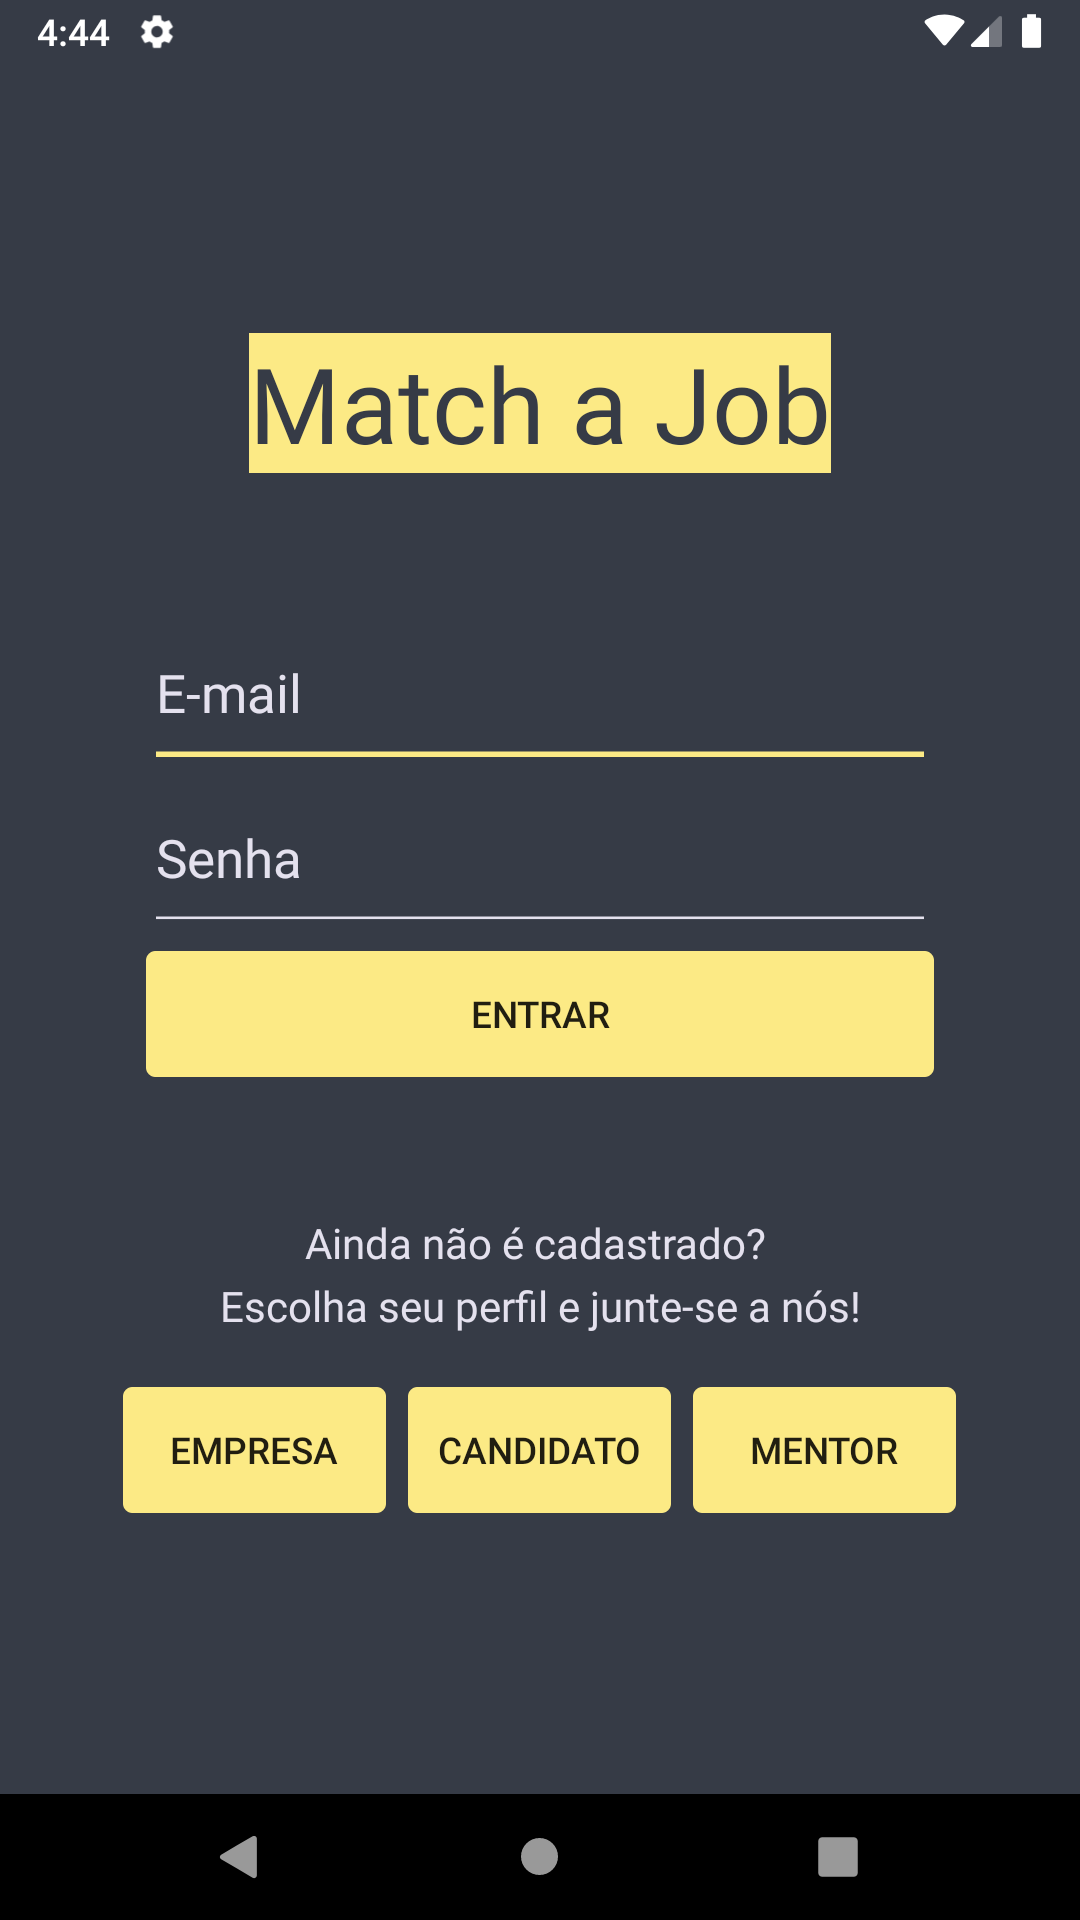 4:44
Match a Job
E-mail
Senha
ENTRAR
Ainda não é cadastrado?
Escolha seu perfil e junte-se a nós!
EMPRESA CANDIDATO MENTOR